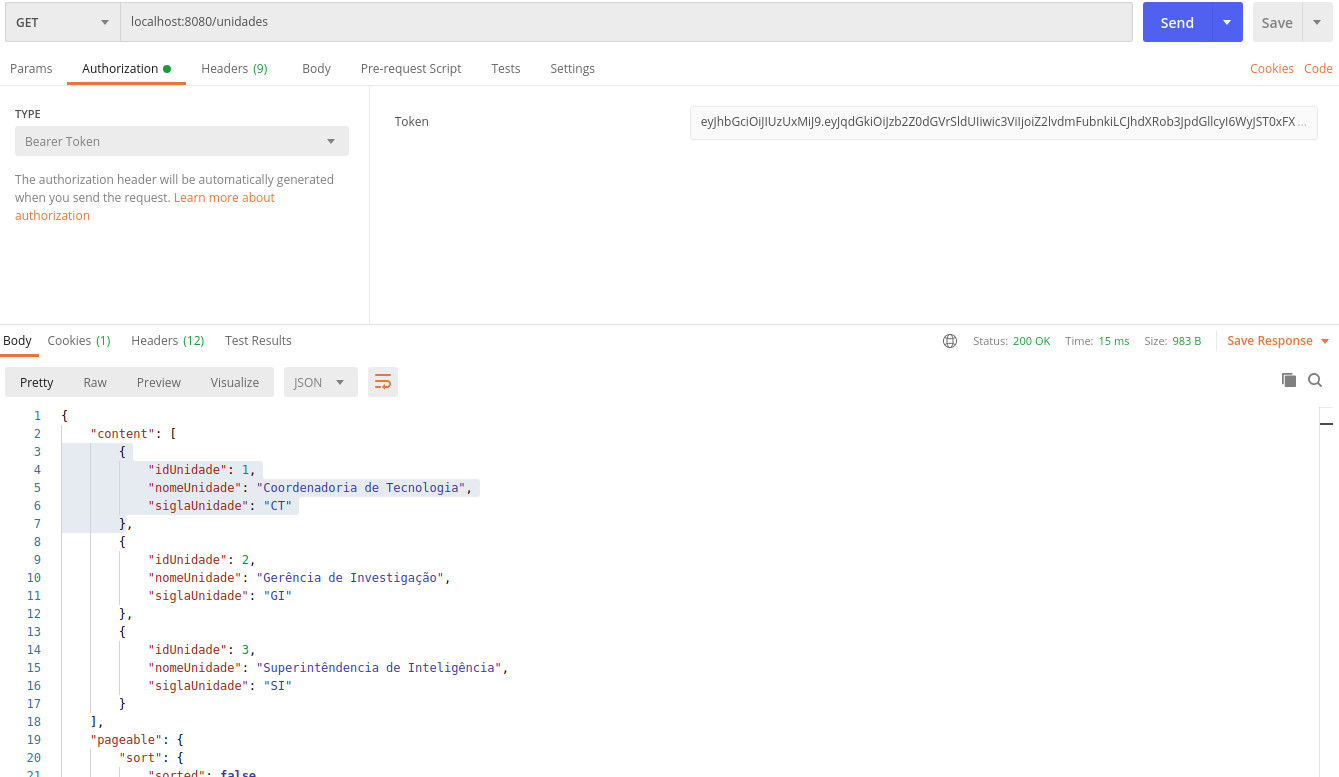 GET localhost:8080/unidades Send Save
Params Authorization Headers (9) Body Pre-request Script Tests Settings Cookies Code
TYPE
Bearer Token
The authorization header will be automatically generated
when you send the request. Learn more about
authorization
Token eyJhbGciOiJIUzUxMiJ9.eyJqdGkiOiJzb2Z0dGVrSldUIiwic3ViIjoiZ2lvdmFubnkiLCJhdXRob3JpdGllcyI6WyJST0xFX ...
Body Cookies (1) Headers (12) Test Results Status: 200 OK Time: 15 ms Size: 983 B Save Response
Pretty Raw Preview Visualize JSON
1 {
2 "content": [
3 {
4 "idUnidade": 1,
5 "nomeUnidade": "Coordenadoria de Tecnologia",
6 "siglaUnidade": "CT"
7 },
8 {
9 "idUnidade": 2,
10 "nomeUnidade": "Gerência de Investigação",
11 "siglaUnidade": "GI"
12 },
13 {
14 "idUnidade": 3,
15 "nomeUnidade": "Superintêndencia de Inteligência",
16 "siglaUnidade": "SI"
17 }
18 ],
19 "pageable": {
20 "sort": {
21 "sorted": false